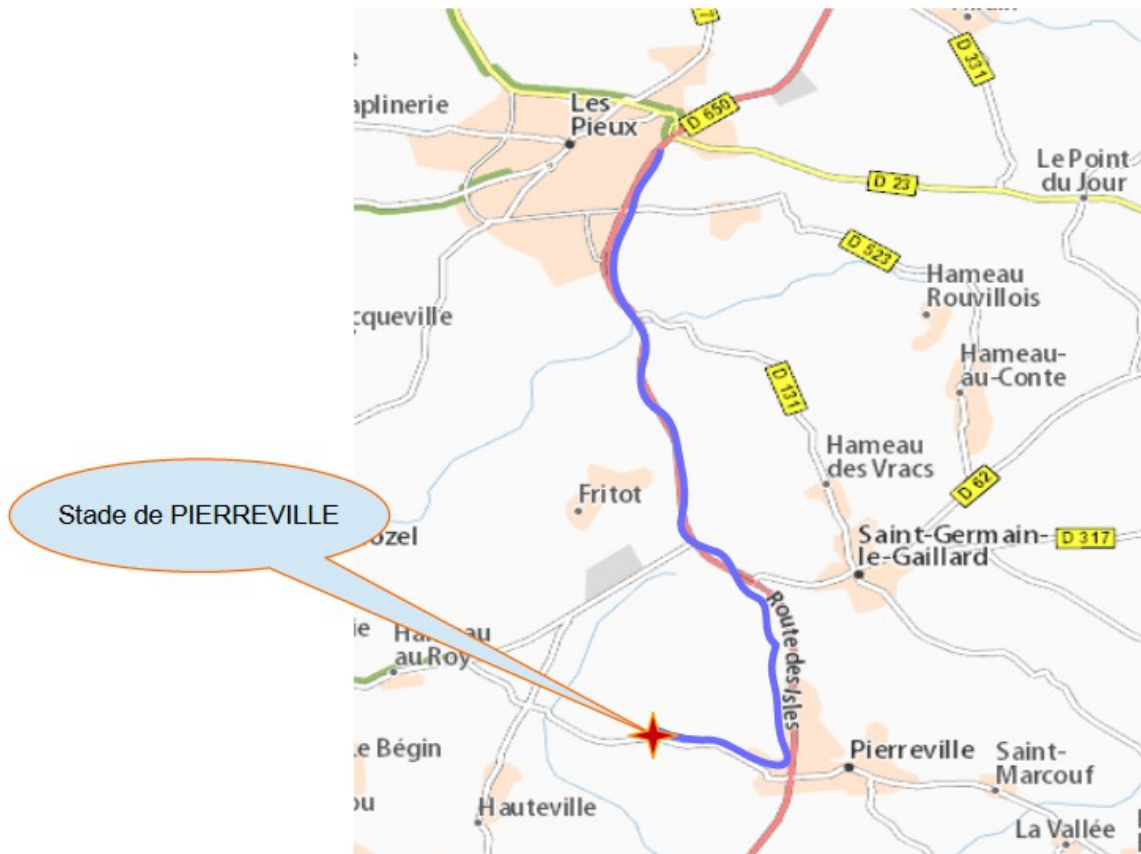 D 331
aplinerie
Les
Pieux
D 650
Le Point
du Jour
D 23
D 523
Hameau
Rouvillois
cqueville
Hameau-
au-Conte
D 131
Hameau
des Vracs
D 62
Fritot
Stade de PIERREVILLE
ozel
Saint-Germain-
le-Gaillard
D 317
Route des Isles
ie
au Roy
Le Bégin
Pierreville
Saint-
Marcouf
ou
Hauteville
La Vallée